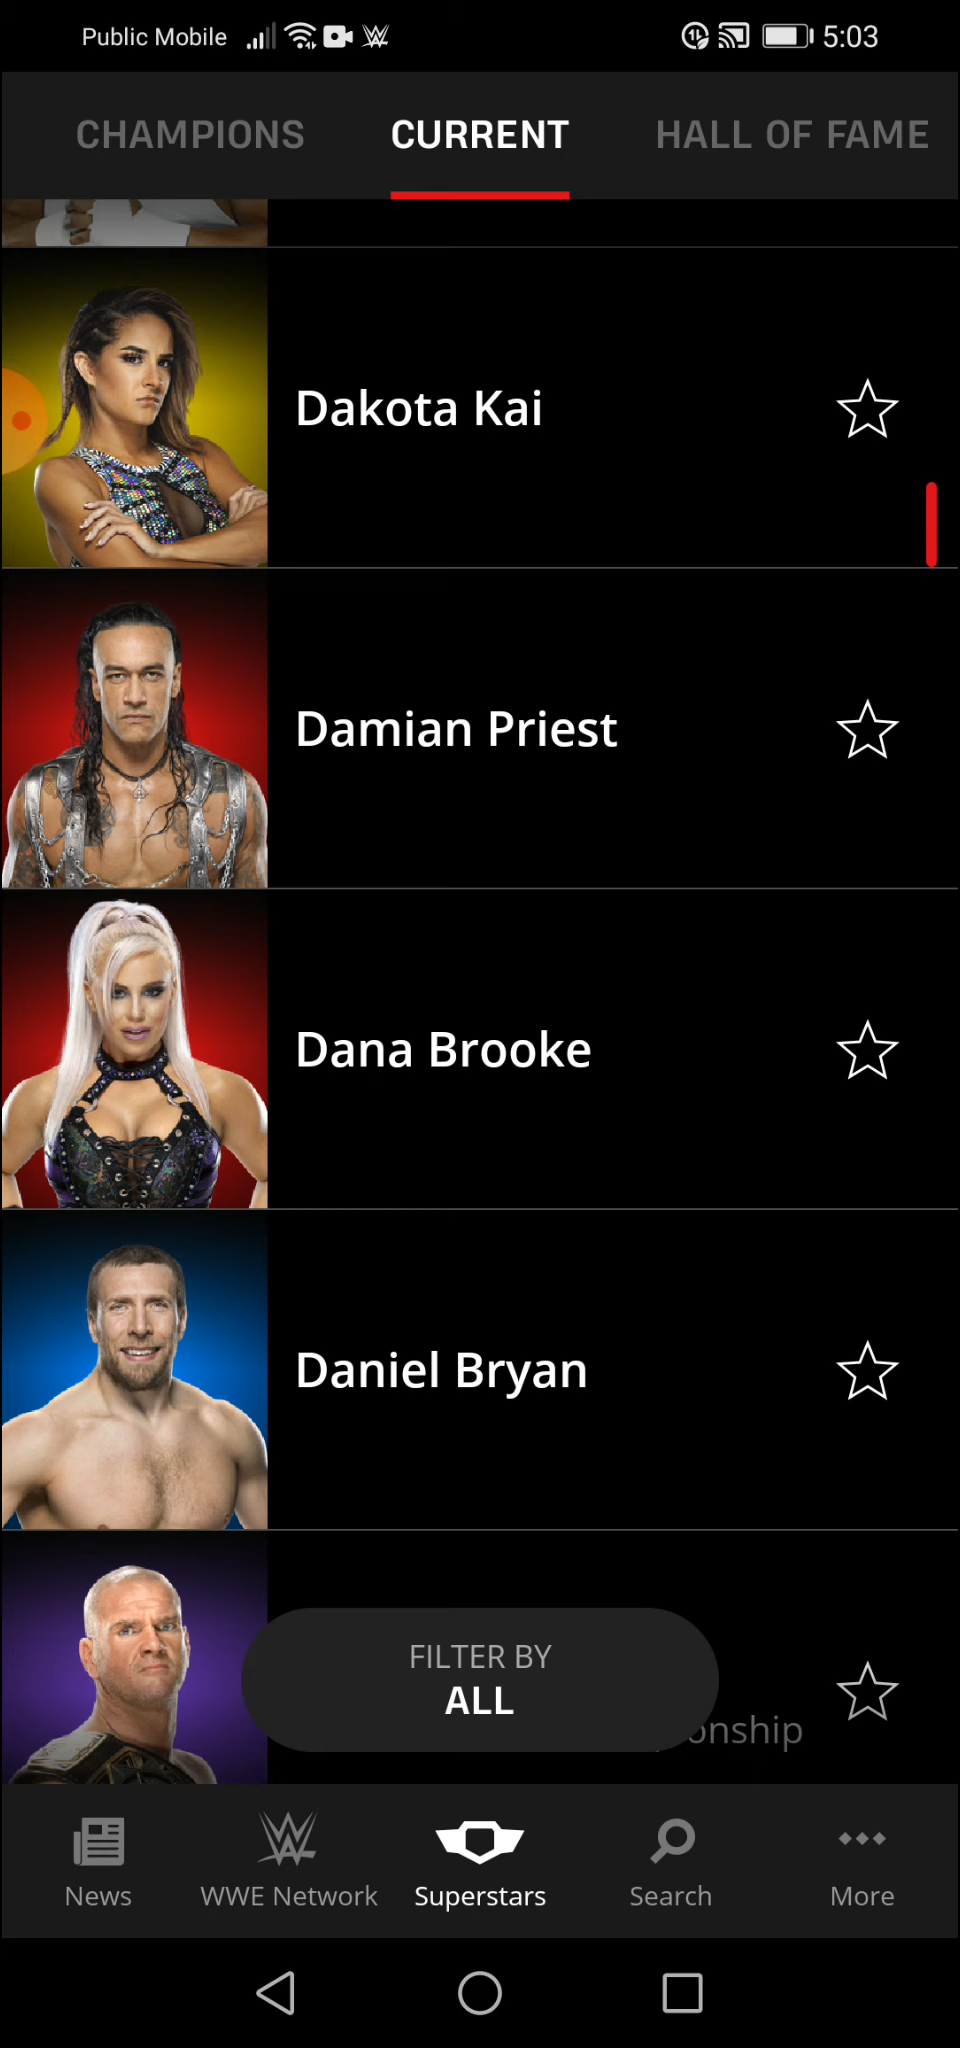 Public Mobile 5:03
CHAMPIONS CURRENT HALL OF FAME
Dakota Kai
Damian Priest
Dana Brooke
Daniel Bryan
FILTER BY
ALL
onship
News WWE Network Superstars Search More